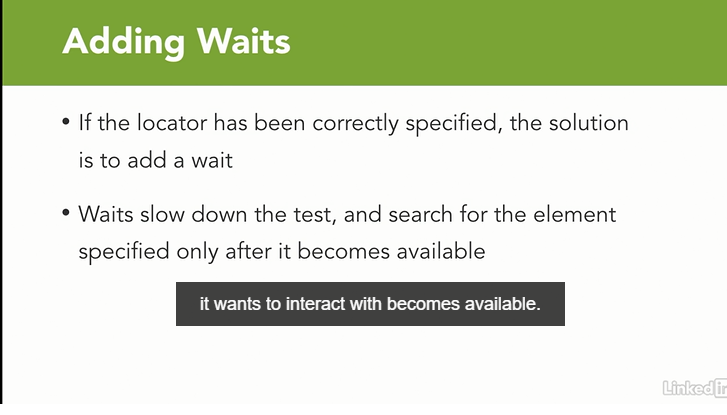 Adding Waits
• If the locator has been correctly specified, the solution
is to add a wait
• Waits slow down the test, and search for the element
specified only after it becomes available
it wants to interact with becomes available.
Linked in